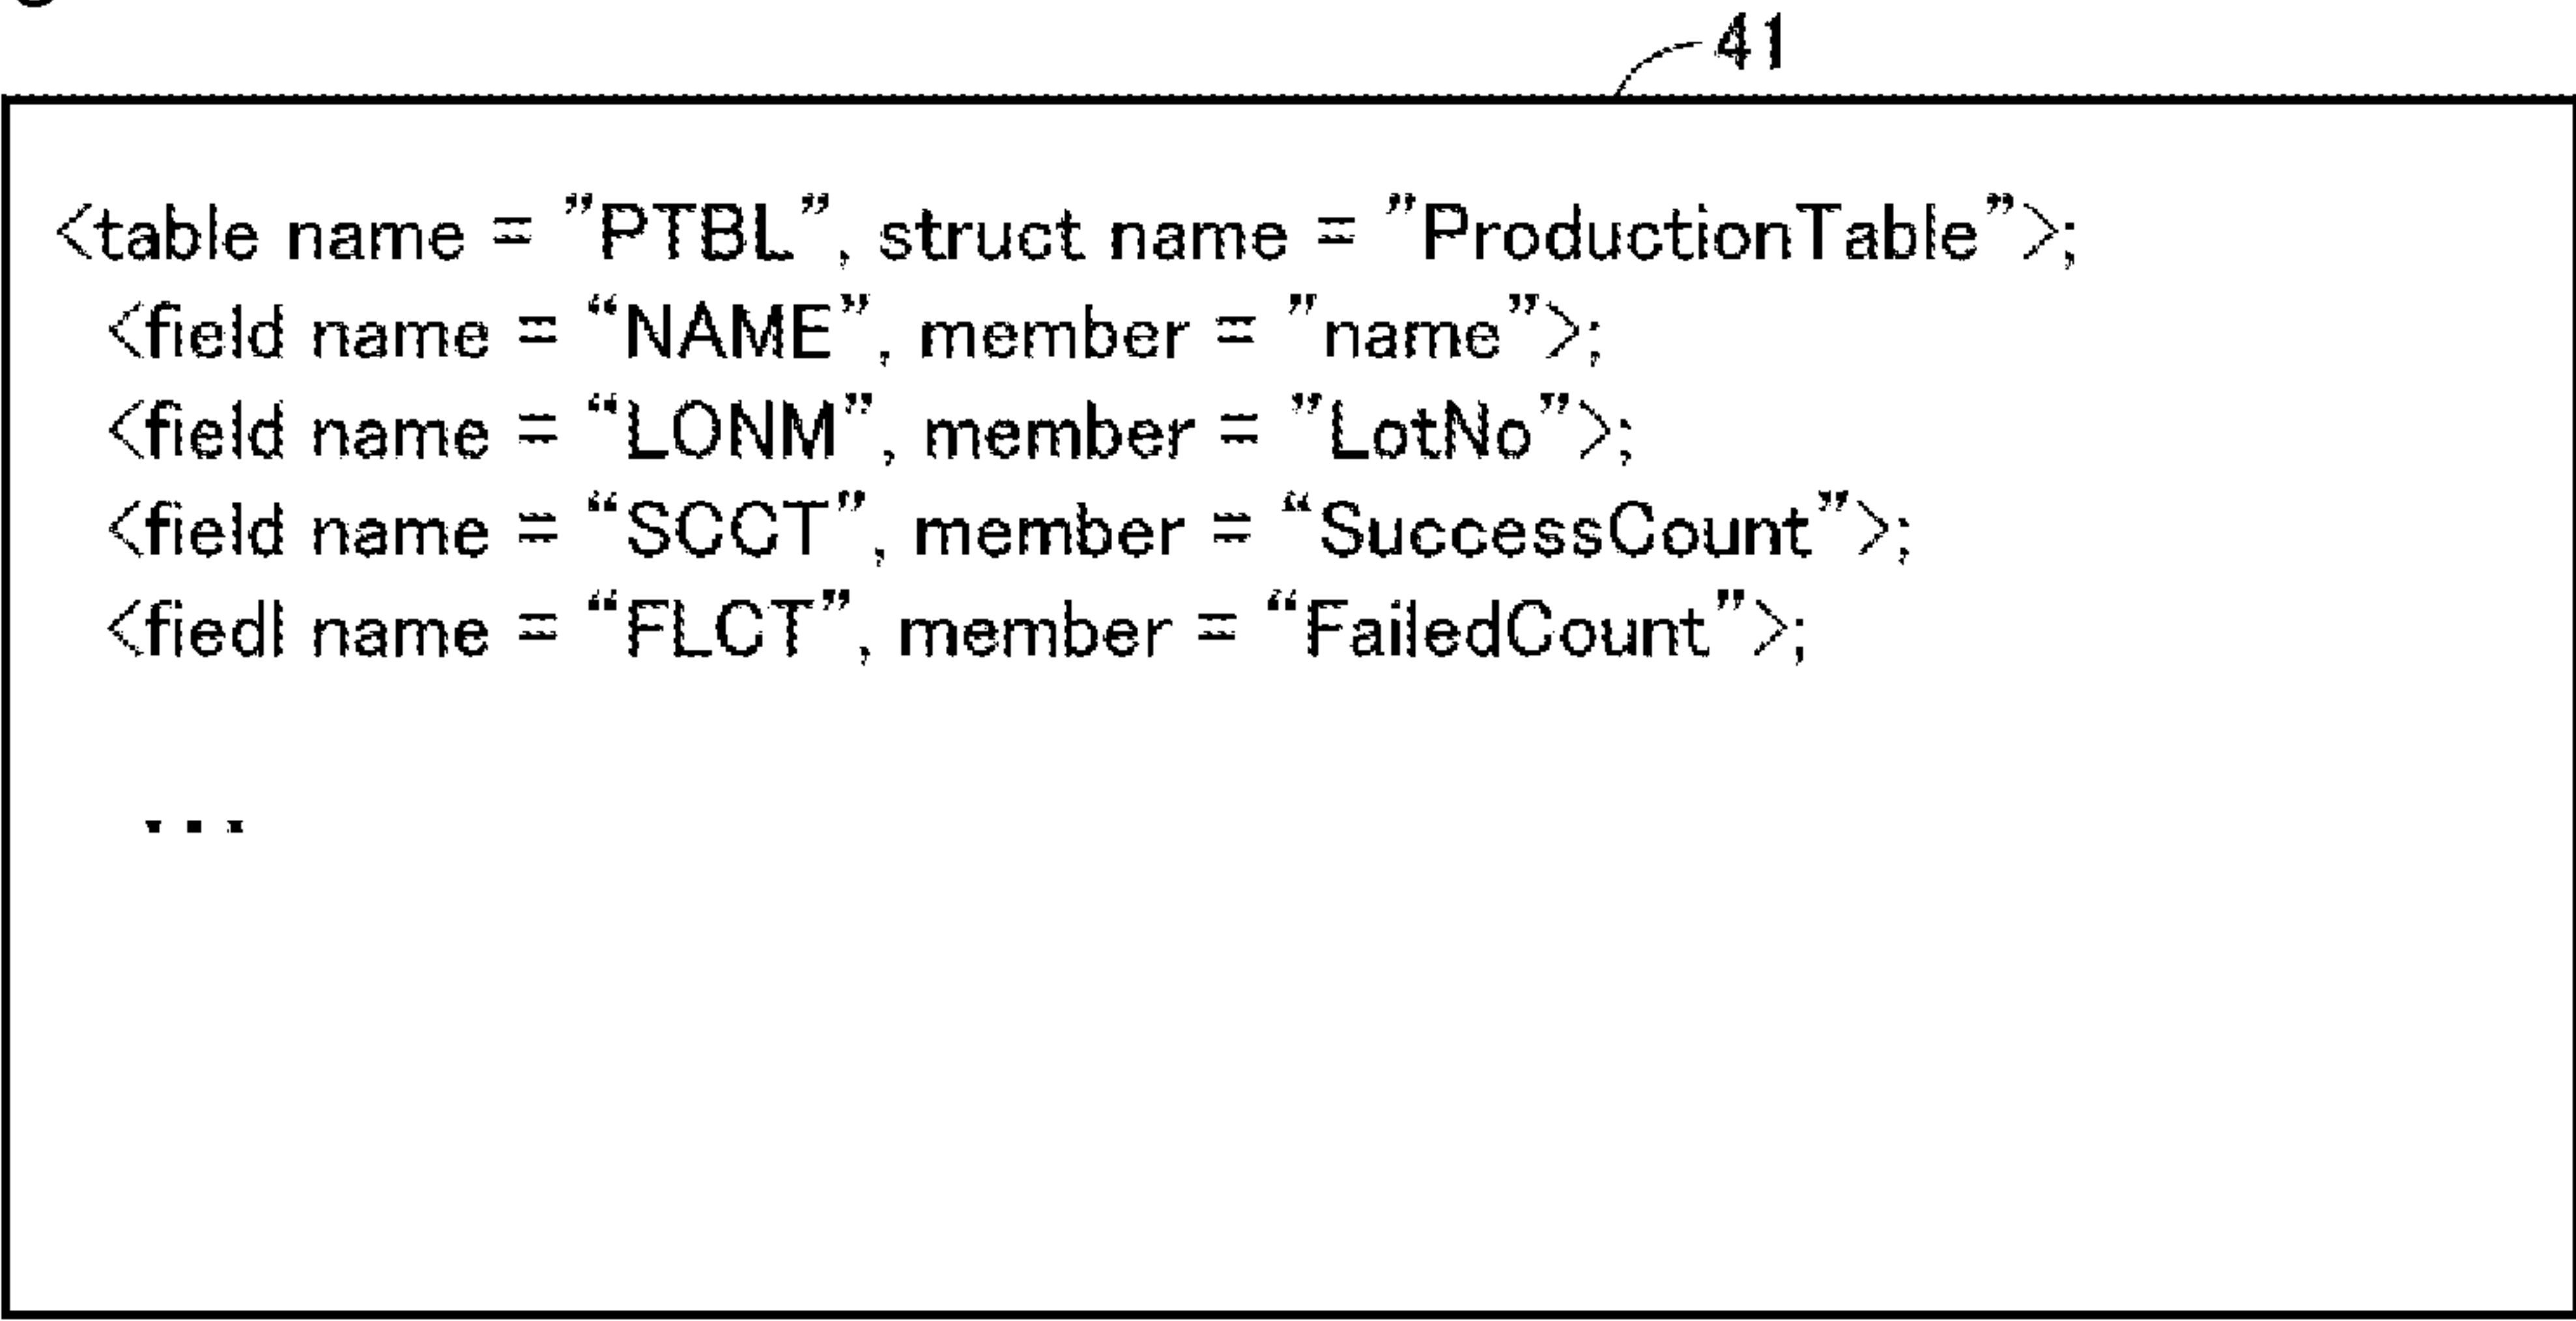 41
<table name = ”PTBL”, struct name = ”ProductionTable”>;
<field name = “NAME”, member = ”name”>;
<field name = “LONM”, member = ”LotNo”>;
<field name = “SCCT”, member = “SuccessCount”>;
<fiedl name = “FLCT”, member = “FailedCount”>;
...